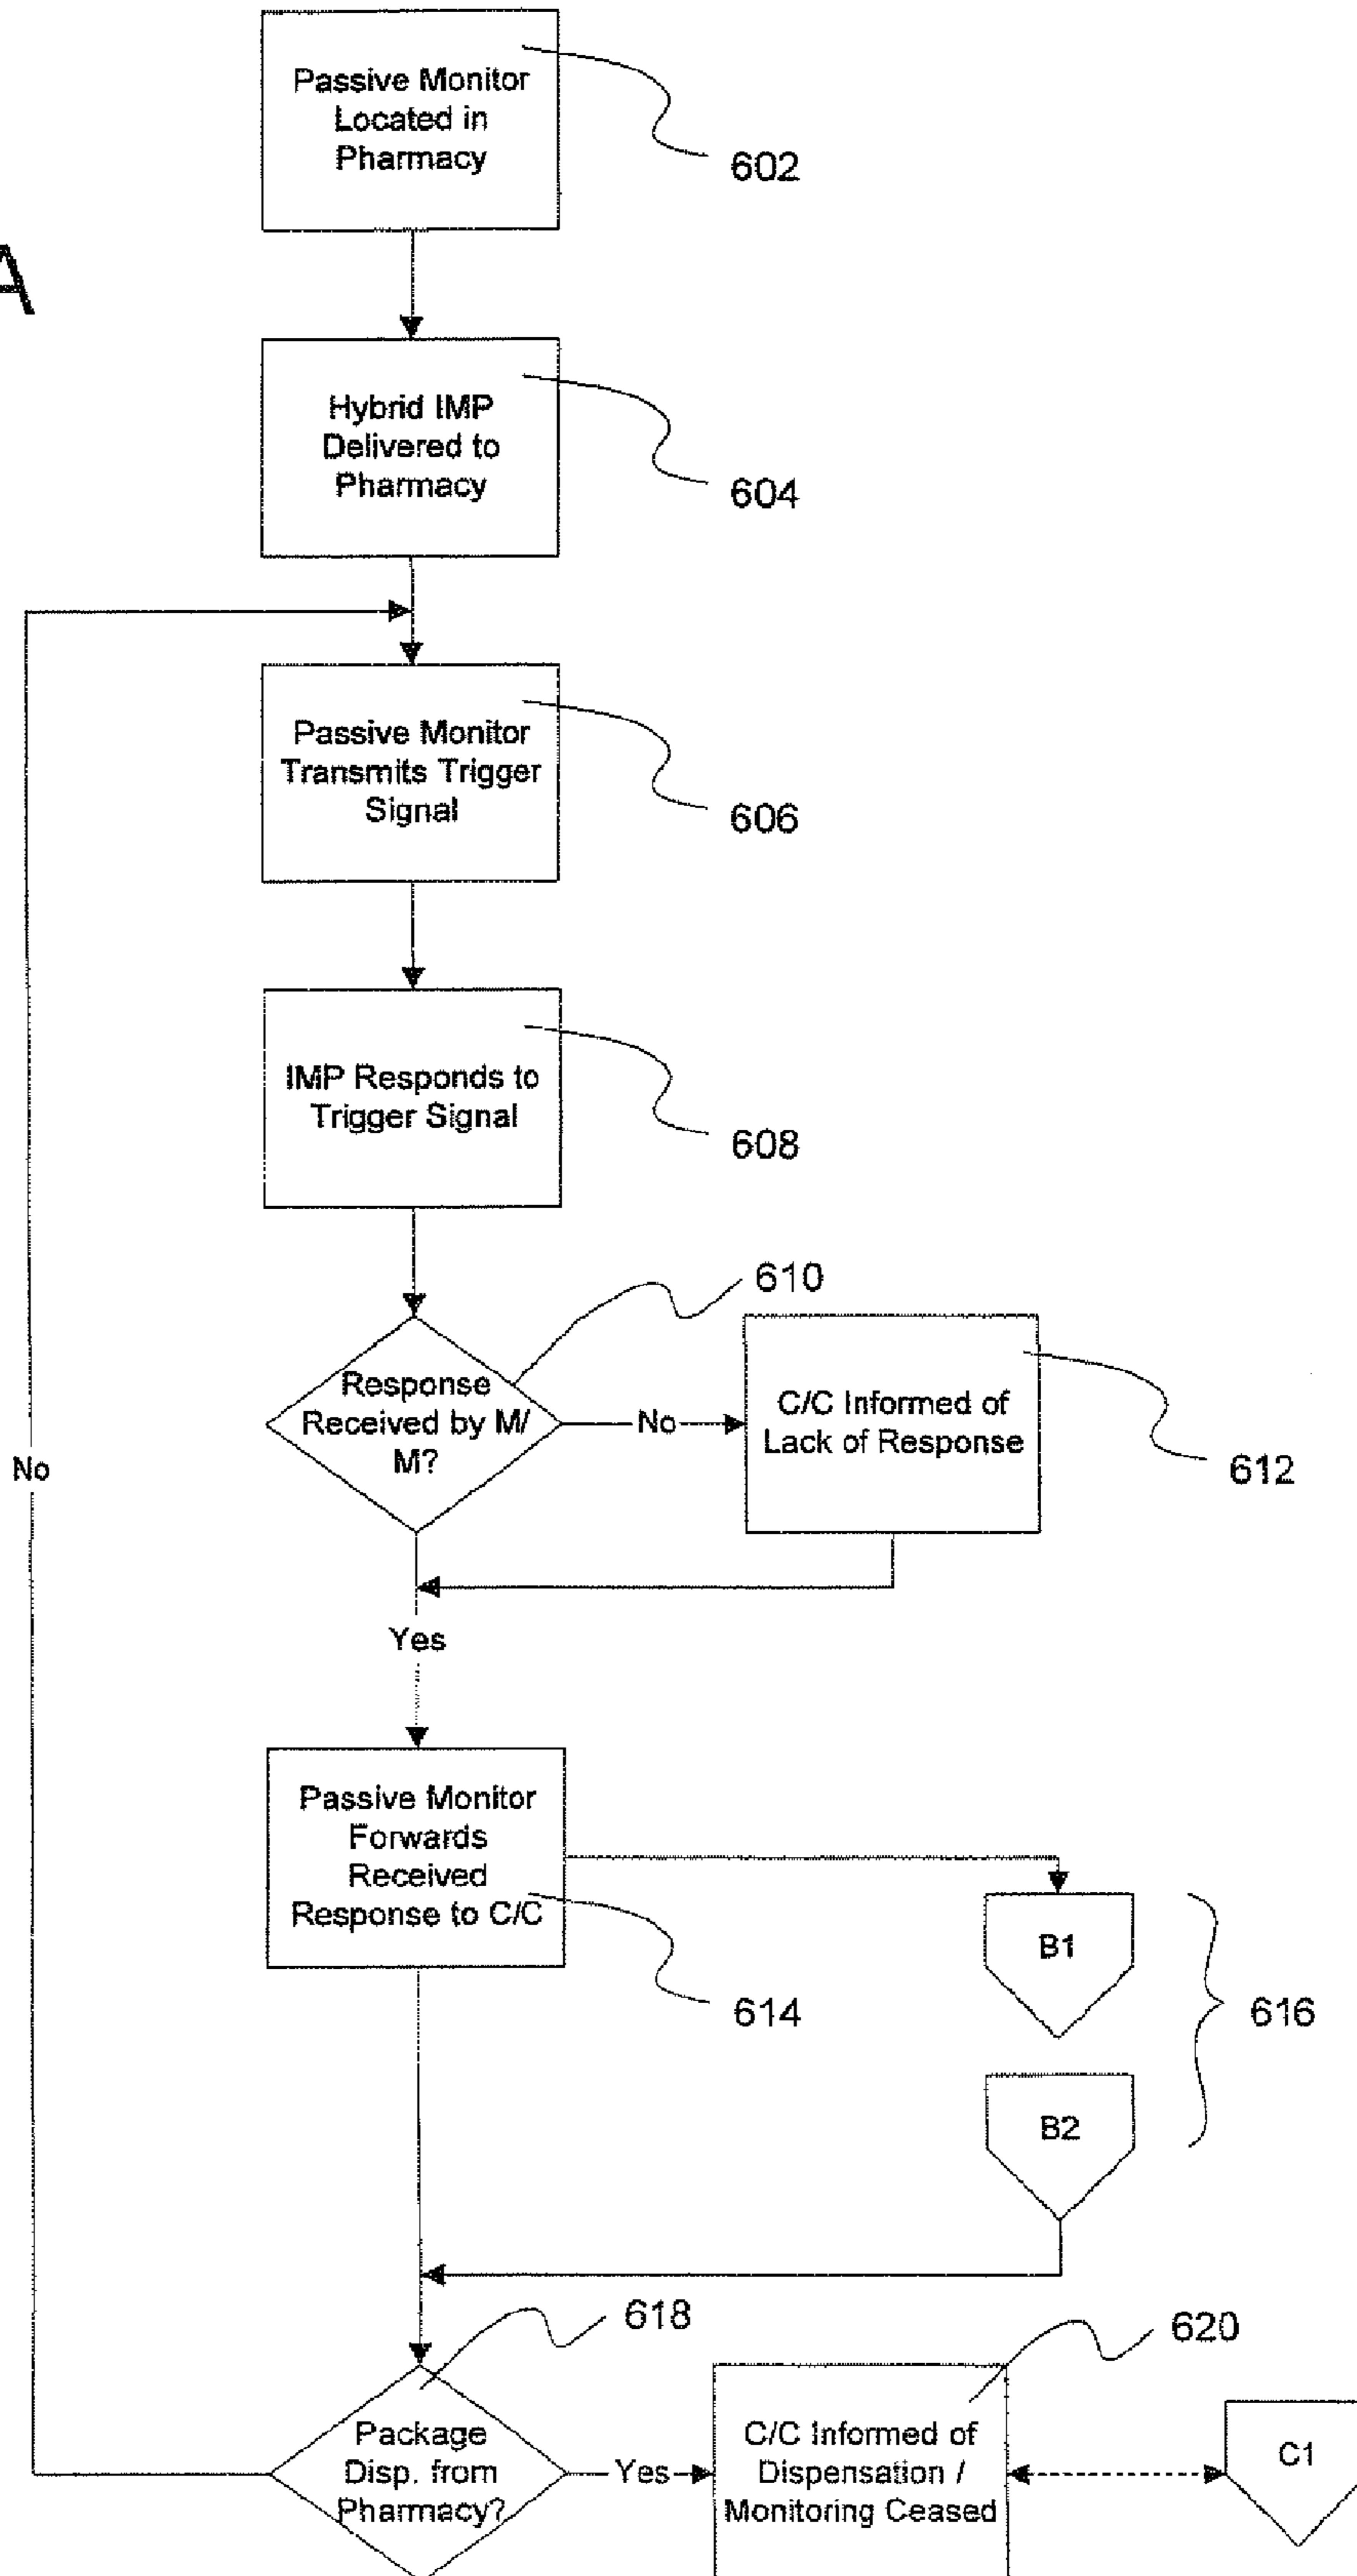 Passive Monitor
Located in
Pharmacy
602
A
Hybrid IMP
Delivered to
Pharmacy
604
Passive Monitor
Transmits Trigger
Signal
606
IMP Responds to
Trigger Signal
608
610
Response
Received by M/
M?
No
C/C Informed of
Lack of Response
612
No
Yes
Passive Monitor
Forwards
Received
Response to C/C
614
B1
616
B2
618
620
Package
Disp. from
Pharmacy?
Yes
C/C Informed of
Dispensation /
Monitoring Ceased
C1